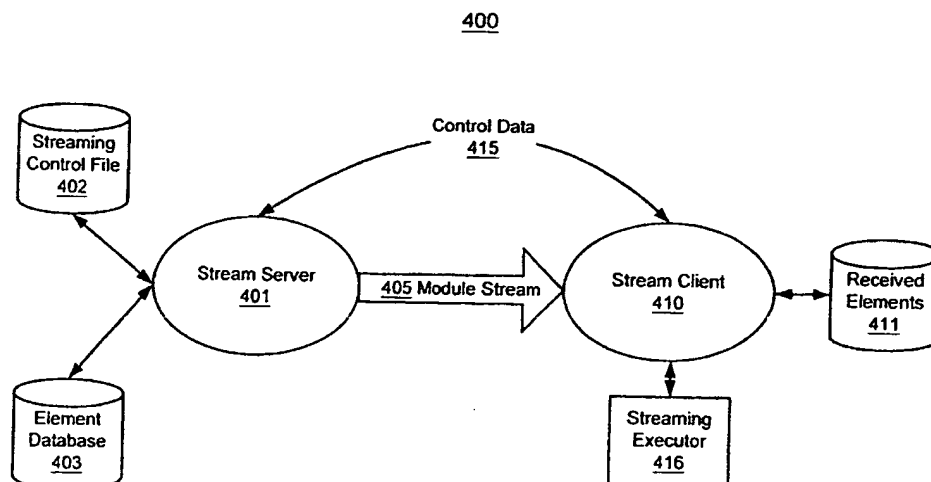 400
Streaming
Control File
402
Control Data
415
Stream Server
401
405 Module Stream
Stream Client
410
Received
Elements
411
Element
Database
403
Streaming
Executor
416